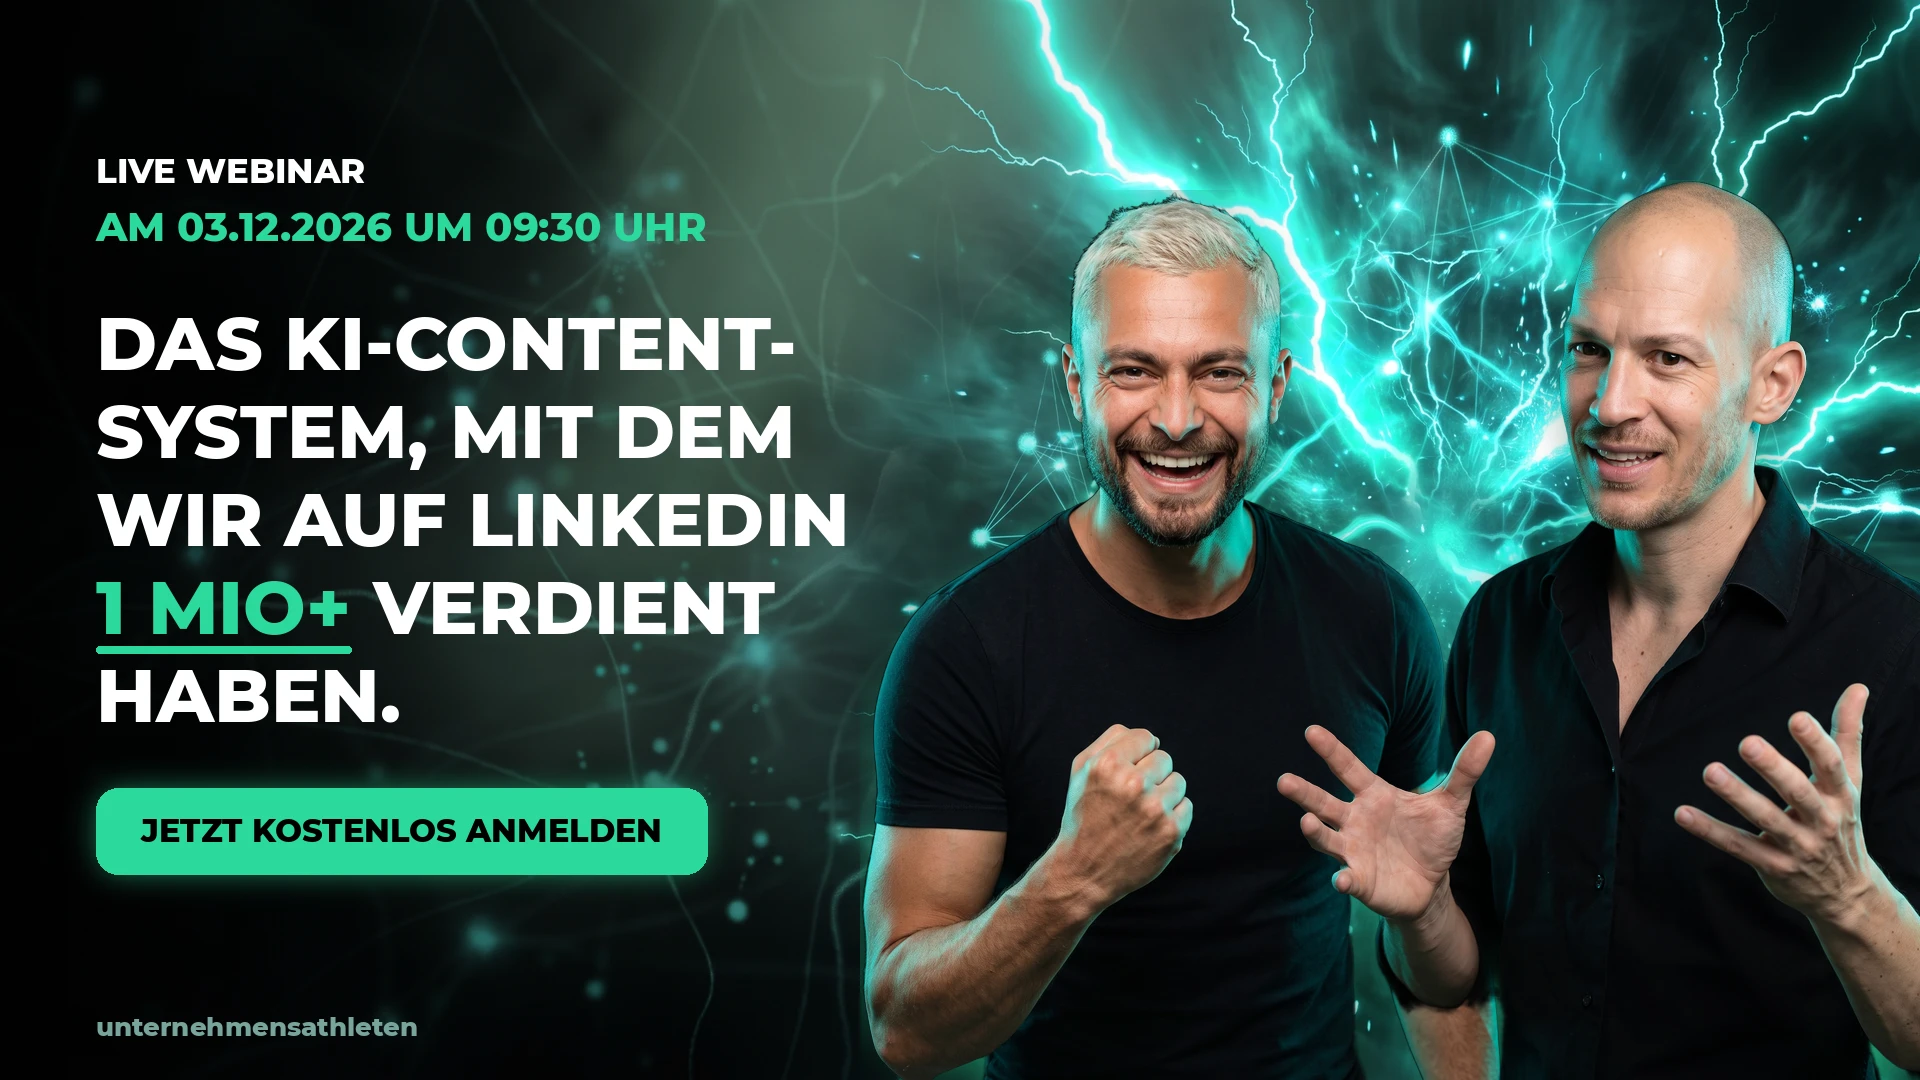 LIVE WEBINAR
AM 03.12.2026 UM 09:30 UHR
DAS KI-CONTENT-
SYSTEM, MIT DEM
WIR AUF LINKEDIN
1 MIO+ VERDIENT
HABEN.
JETZT KOSTENLOS ANMELDEN
unternehmensathleten